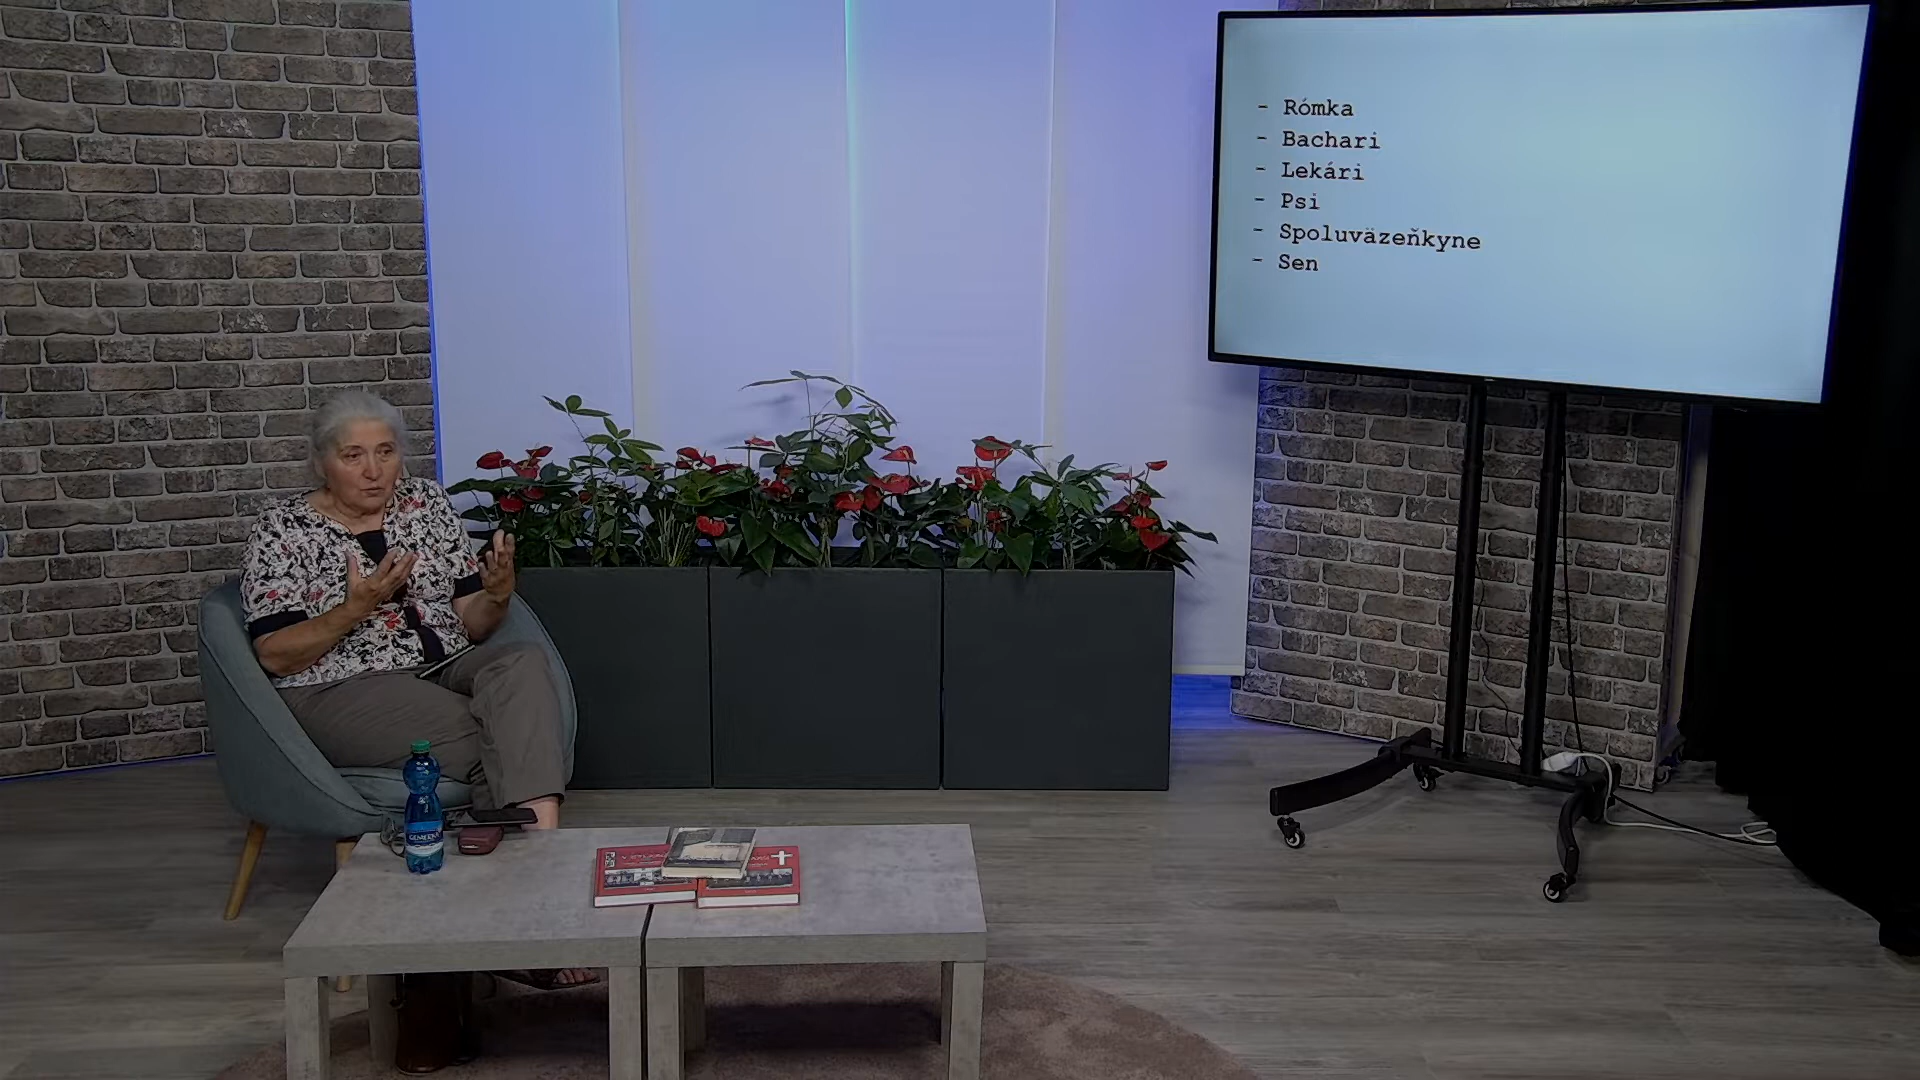 - Rómka
- Bachari
- Lekári
- Psi
- Spoluväzeňkyne
- Sen